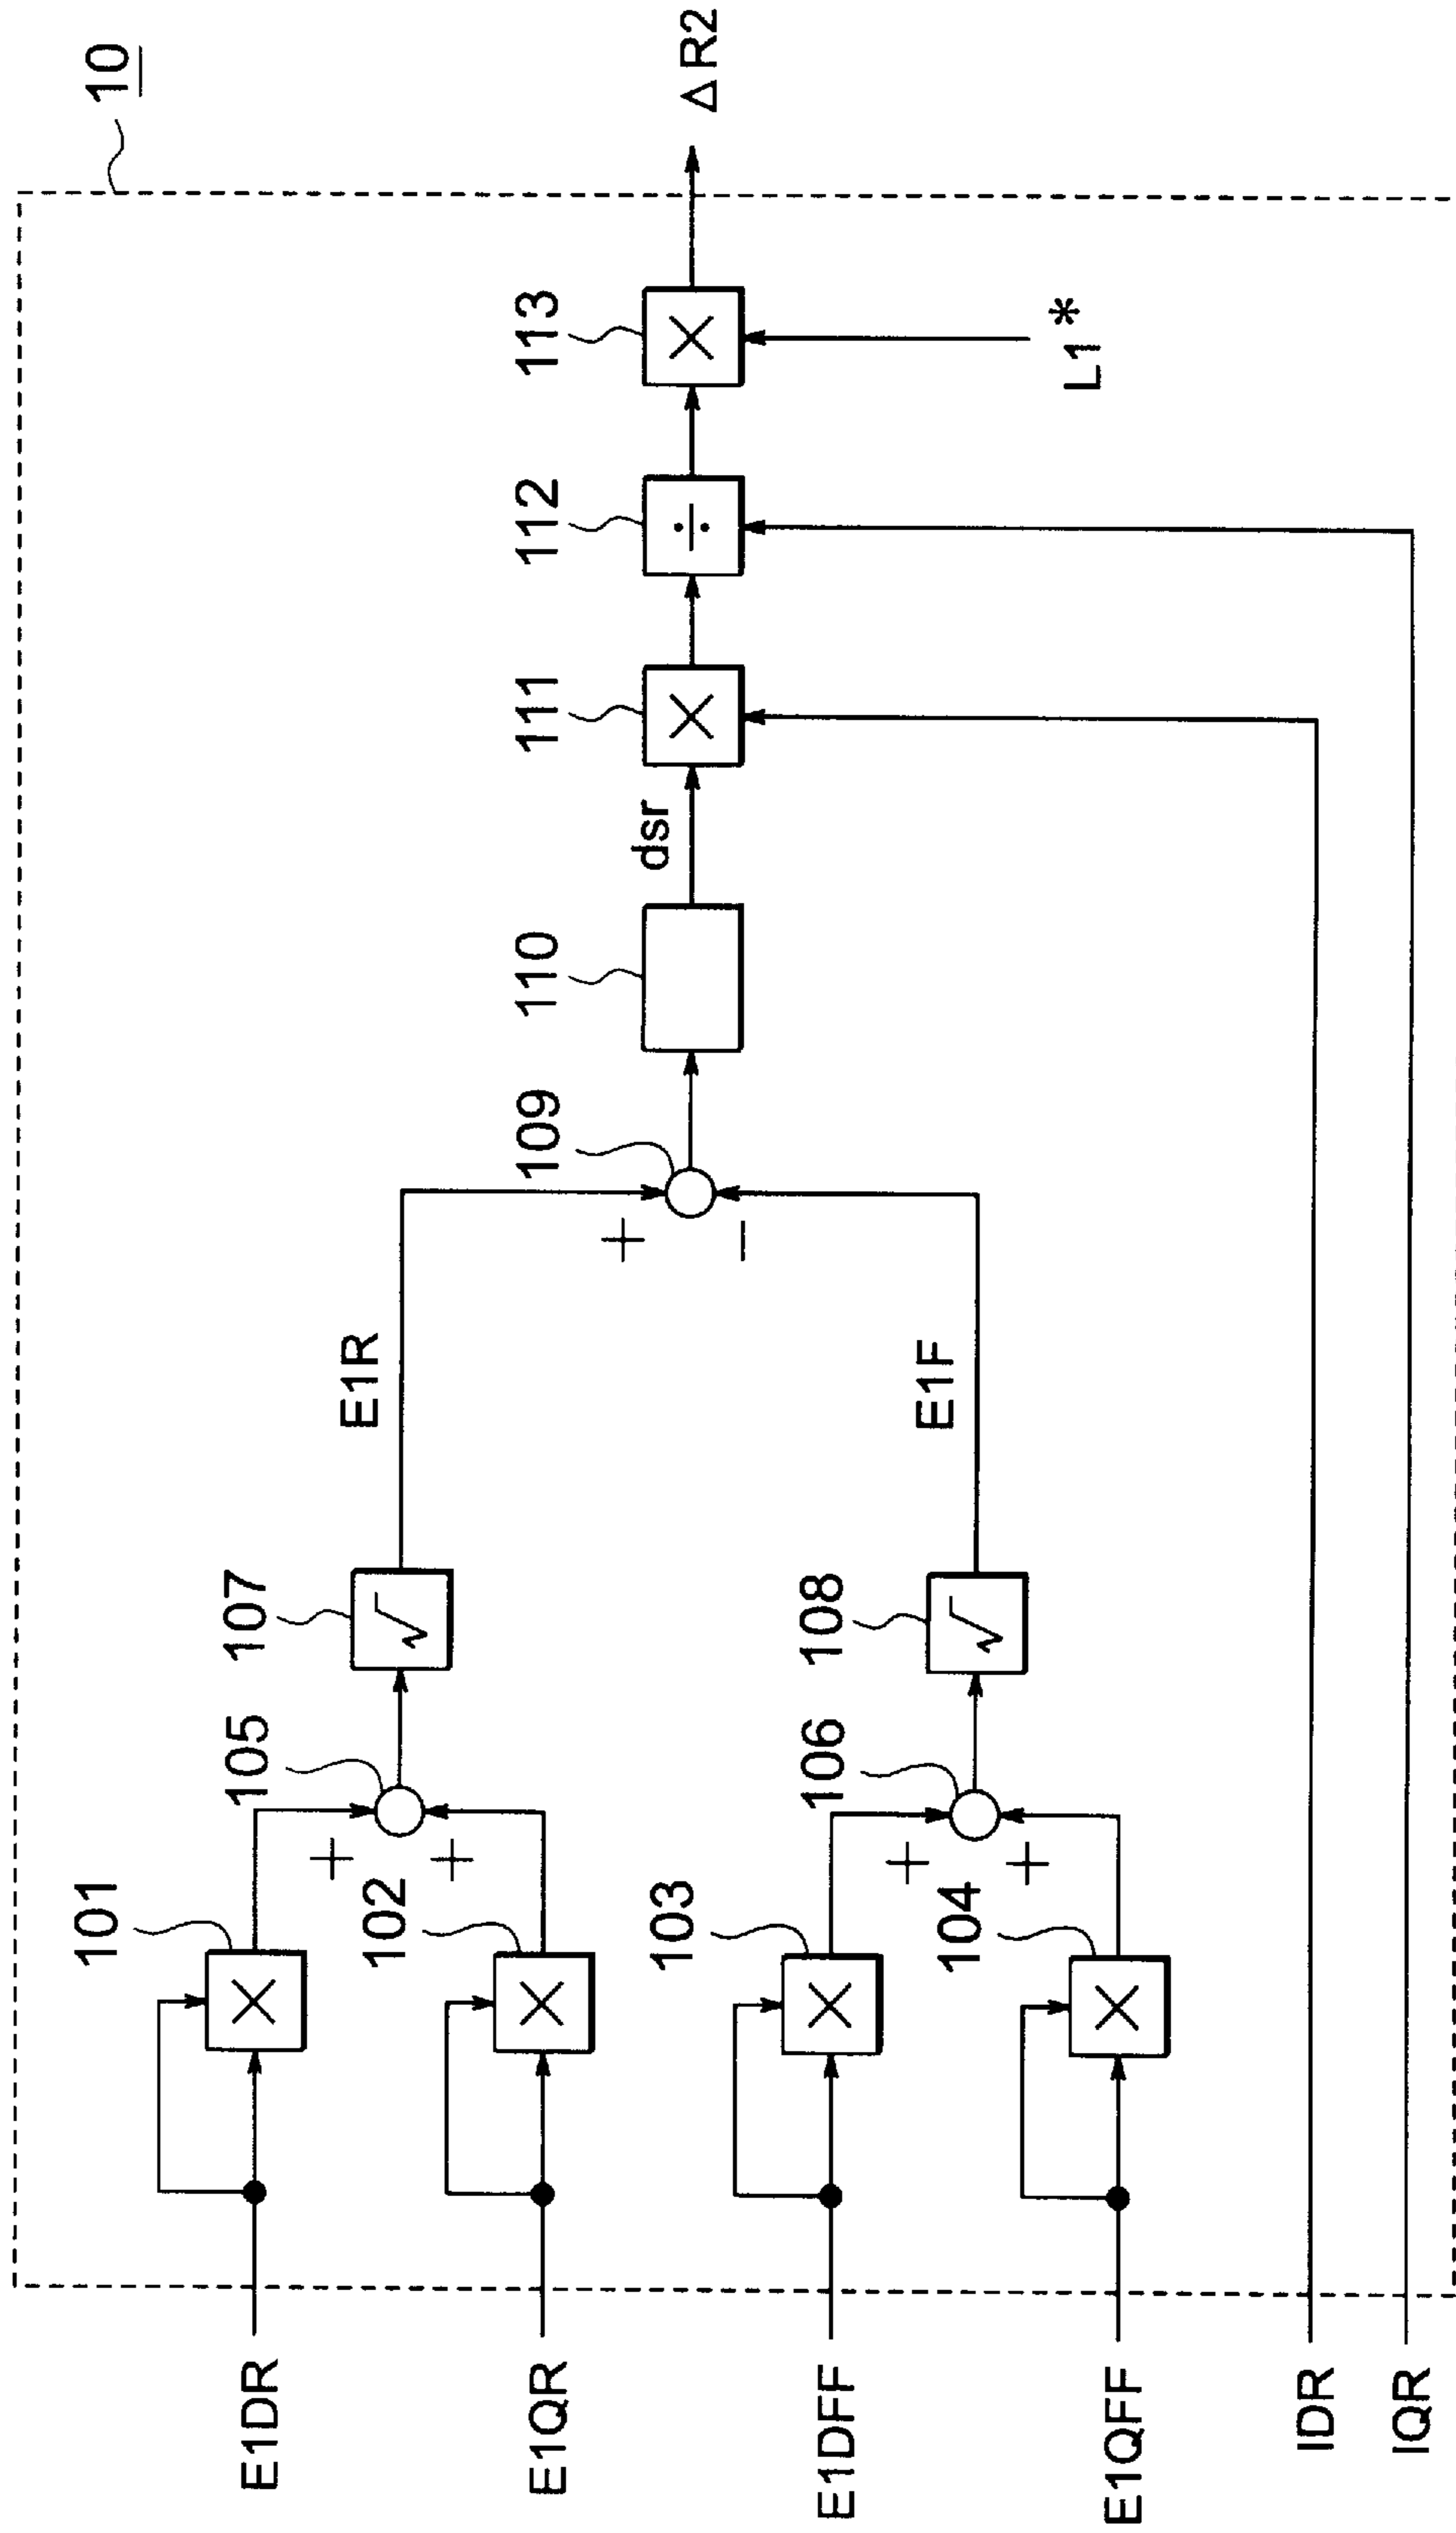 10
E1DR
E1QR
E1DFF
E1QFF
IDR
IQR
101
×
102
×
103
×
104
×
+
+
105
+
+
106
107
√
108
√
E1R
E1F
+
−
109
110
dsr
111
×
112
÷
113
×
L1*
△R2